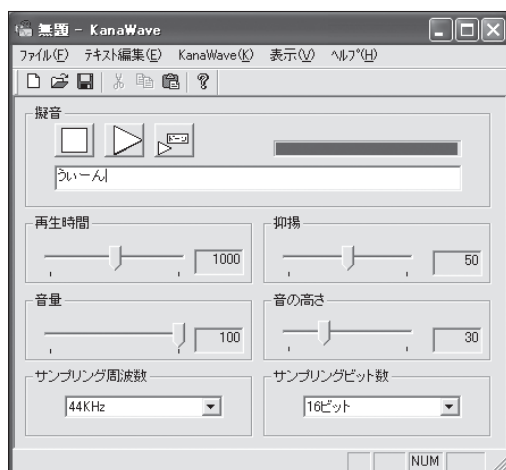 無題 - KanaWave
ファイル(F) テキスト編集(E) KanaWave(K) 表示(V) ヘルプ(H)
擬音
うぃーん
再生時間
1000
抑揚
50
音量
100
音の高さ
30
サンプリング周波数
44KHz
サンプリングビット数
16ビット
NUM